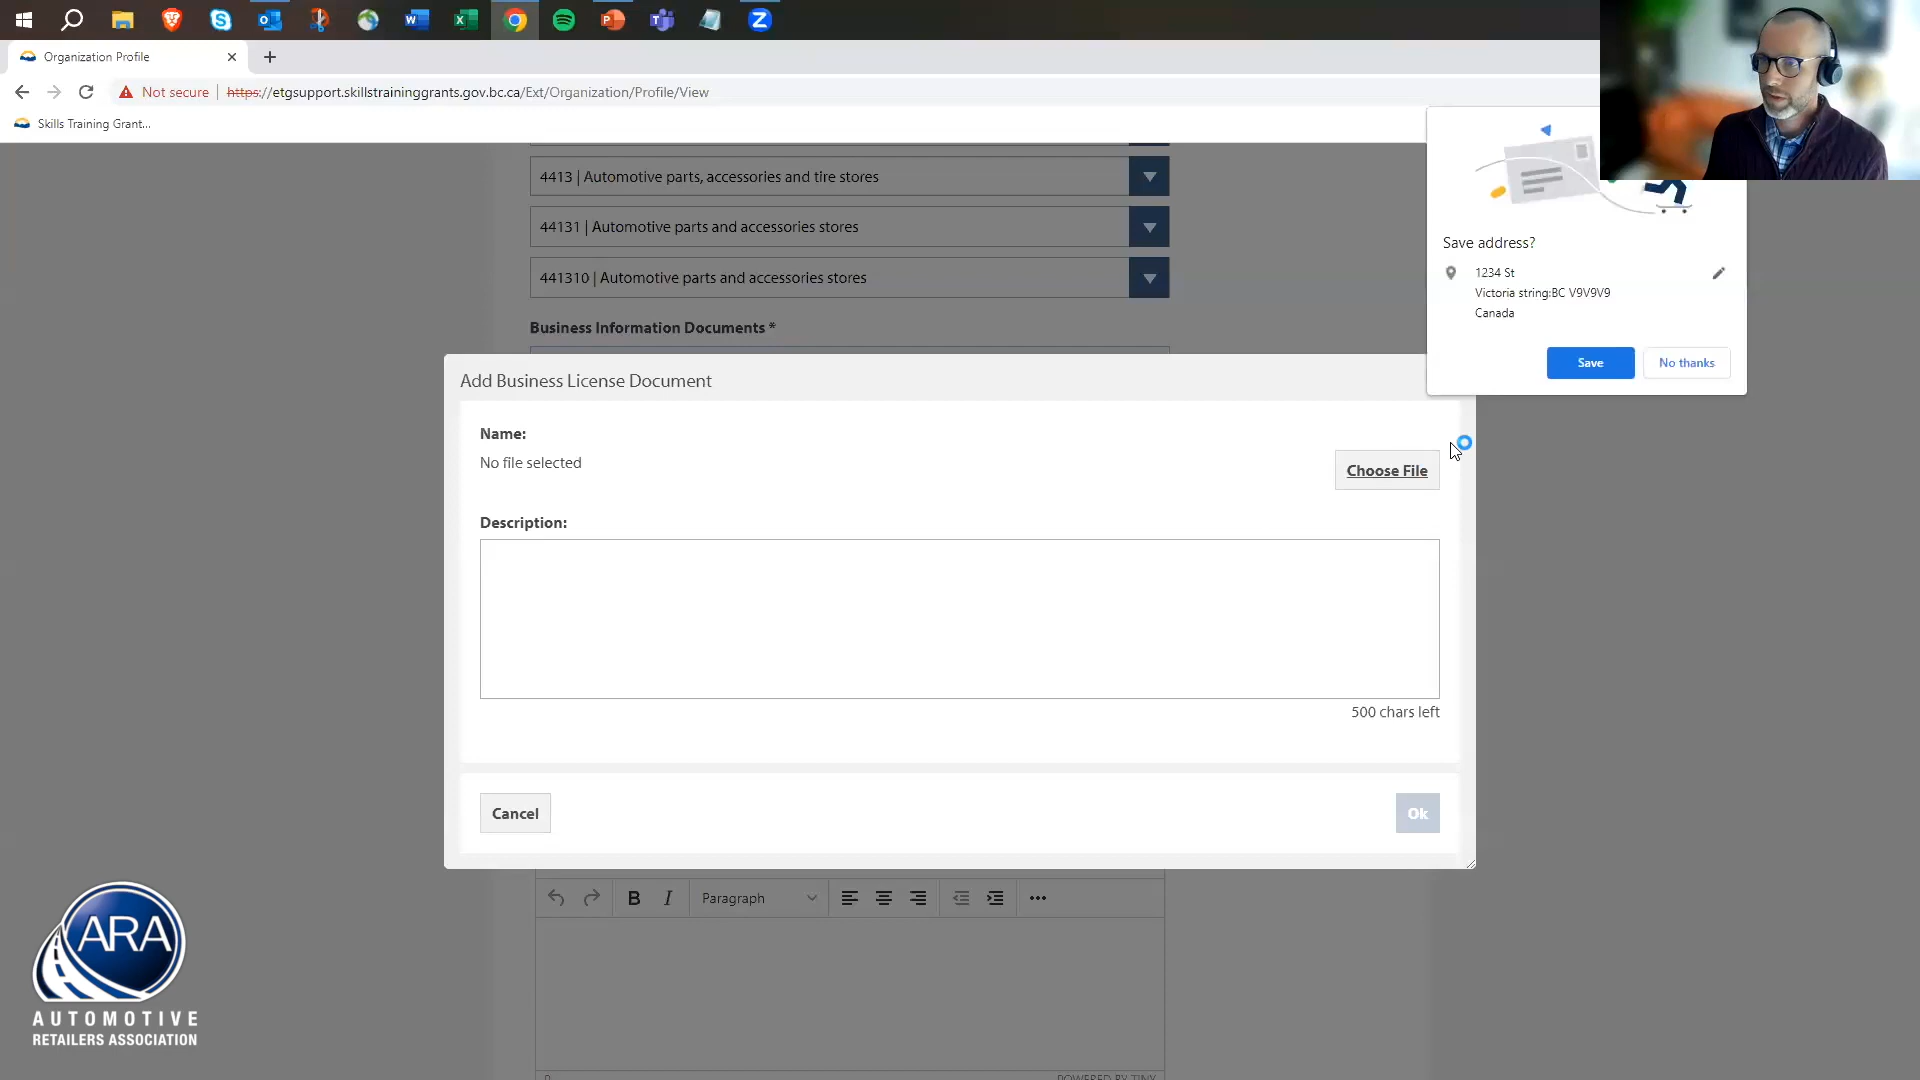 Organization Profile
Not secure
https://etgsupport.skillstraininggrants.gov.bc.ca/Ext/Organization/Profile/View
Skills Training Grant...
4413 | Automotive parts, accessories and tire stores
44131 | Automotive parts and accessories stores
441310 | Automotive parts and accessories stores
Business Information Documents *
Save address?
1234 St
Victoria string:BC V9V9V9
Canada
Save
No thanks
Add Business License Document
Name:
No file selected
Choose File
Description:
500 chars left
Cancel
Ok
B I Paragraph
ARA
AUTOMOTIVE
RETAILERS ASSOCIATION
POWERED BY TINY